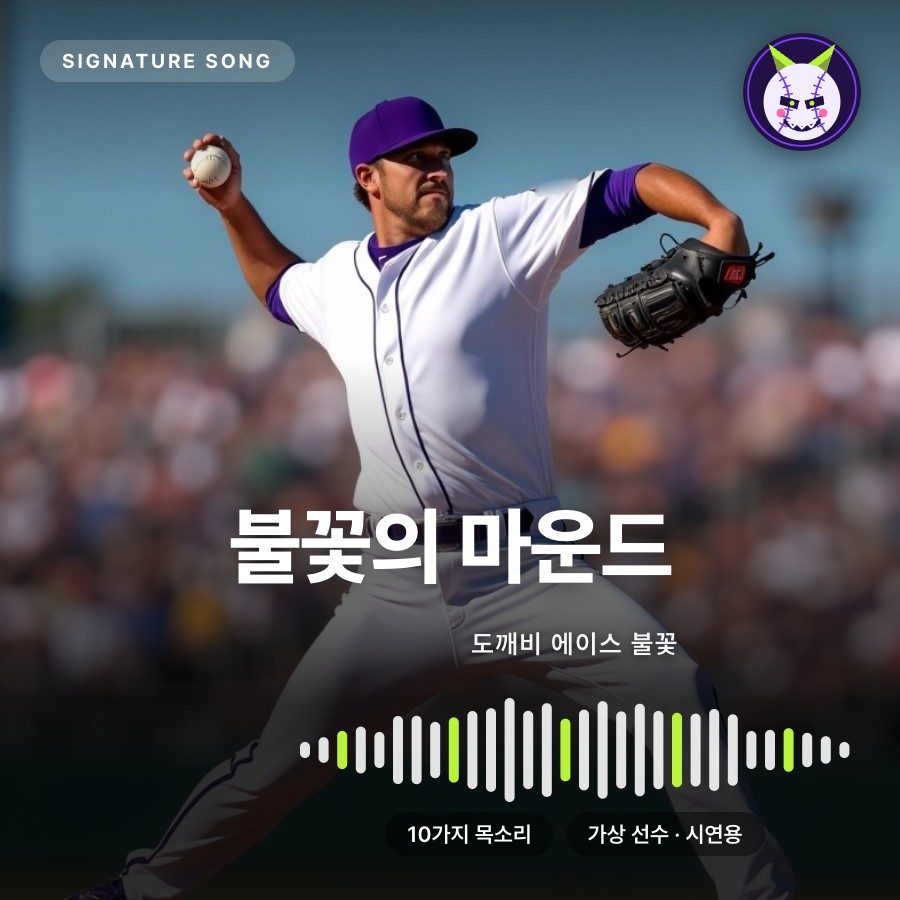 SIGNATURE SONG
불꽃의 마운드
도깨비 에이스 불꽃
10가지 목소리
가상 선수 · 시연용